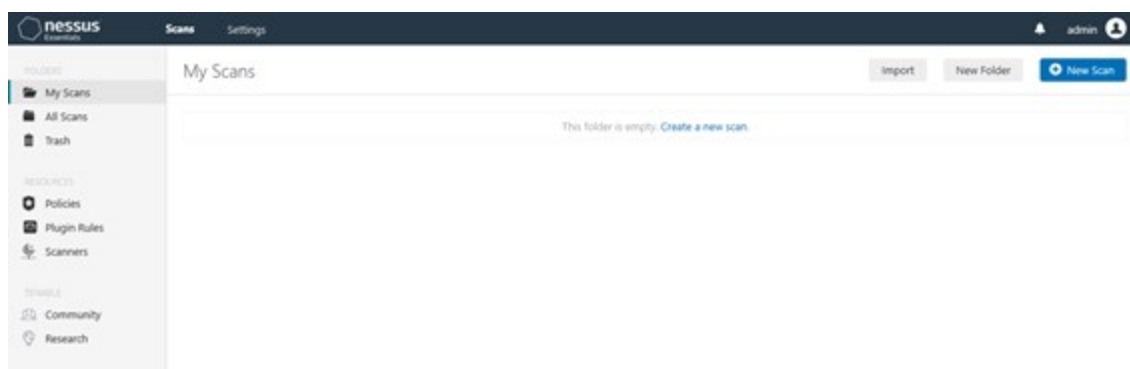 nessus
Essentials
Scans
Settings
admin
FOLDERS
My Scans
All Scans
Trash
RESOURCES
Policies
Plugin Rules
Scanners
TENABLE
Community
Research
My Scans
Import
New Folder
New Scan
This folder is empty. Create a new scan.